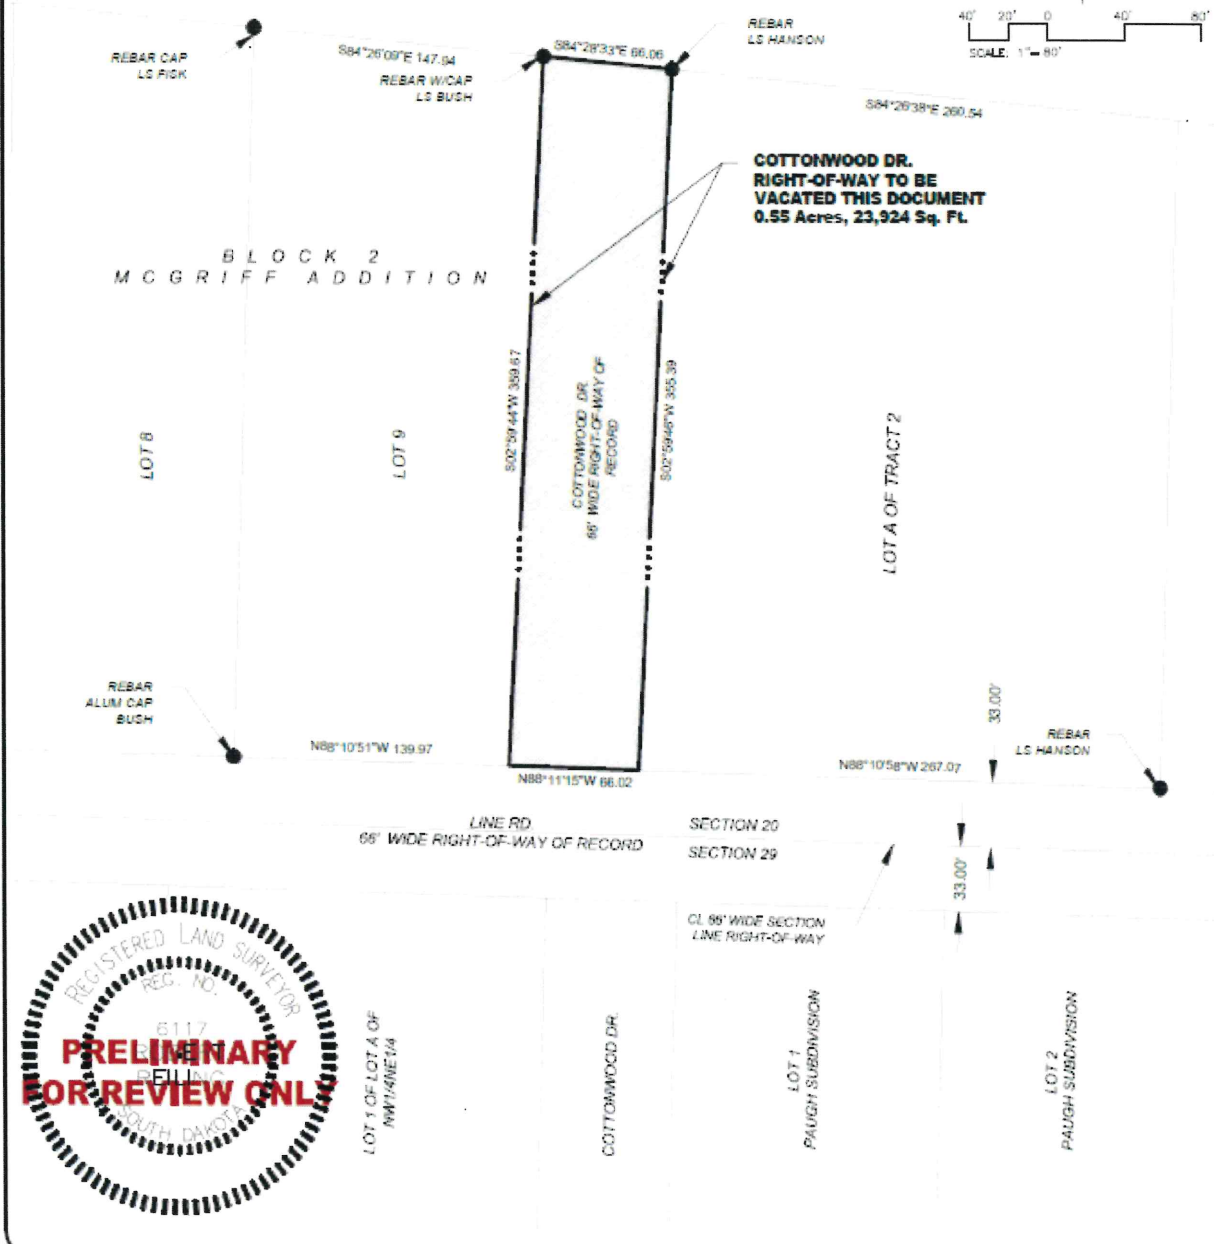 40' 20' 0 40' 80'
SCALE: 1"= 80'
REBAR
LS HANSON
REBAR CAP
LS FISK
S84°26'09"E 147.94
S84°28'33"E 66.06
REBAR W/CAP
LS BUSH
S84°26'38"E 260.54
COTTONWOOD DR.
RIGHT-OF-WAY TO BE
VACATED THIS DOCUMENT
0.55 Acres, 23,924 Sq. Ft.
BLOCK 2
MCGRIFF ADDITION
S02°59'44"W 359.67
COTTONWOOD DR.
66' WIDE RIGHT-OF-WAY OF
RECORD
S02°59'46"W 355.39
LOT 8
LOT 9
LOT A OF TRACT 2
REBAR
ALUM CAP
BUSH
33.00'
REBAR
LS HANSON
N88°10'51"W 139.97
N88°11'15"W 66.02
N88°10'58"W 267.07
LINE RD.
66' WIDE RIGHT-OF-WAY OF RECORD
SECTION 20
SECTION 29
33.00'
CL 66' WIDE SECTION
LINE RIGHT-OF-WAY
REGISTERED LAND SURVEYOR
REG. NO.
6117
PRELIMINARY
FOR REVIEW ONLY
SOUTH DAKOTA
LOT 1 OF LOT A OF
NW1/4NE1/4
COTTONWOOD DR.
LOT 1
PAUGH SUBDIVISION
LOT 2
PAUGH SUBDIVISION